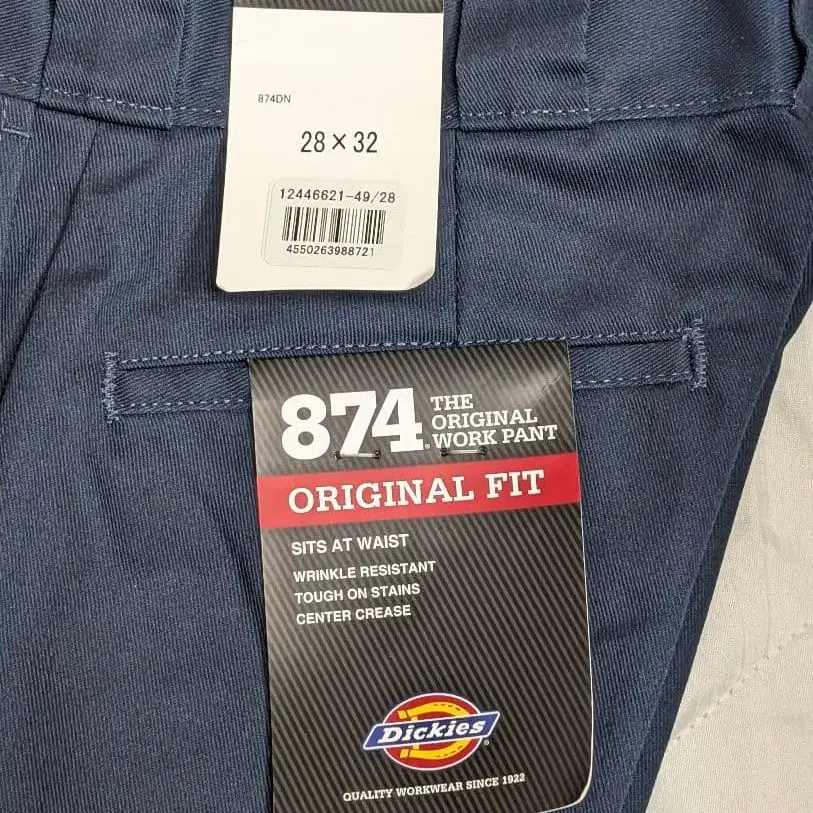 874DN
28×32
12446621-49/28
4550263988721
874® THE
ORIGINAL
WORK PANT
ORIGINAL FIT
SITS AT WAIST
WRINKLE RESISTANT
TOUGH ON STAINS
CENTER CREASE
Dickies®
QUALITY WORKWEAR SINCE 1922